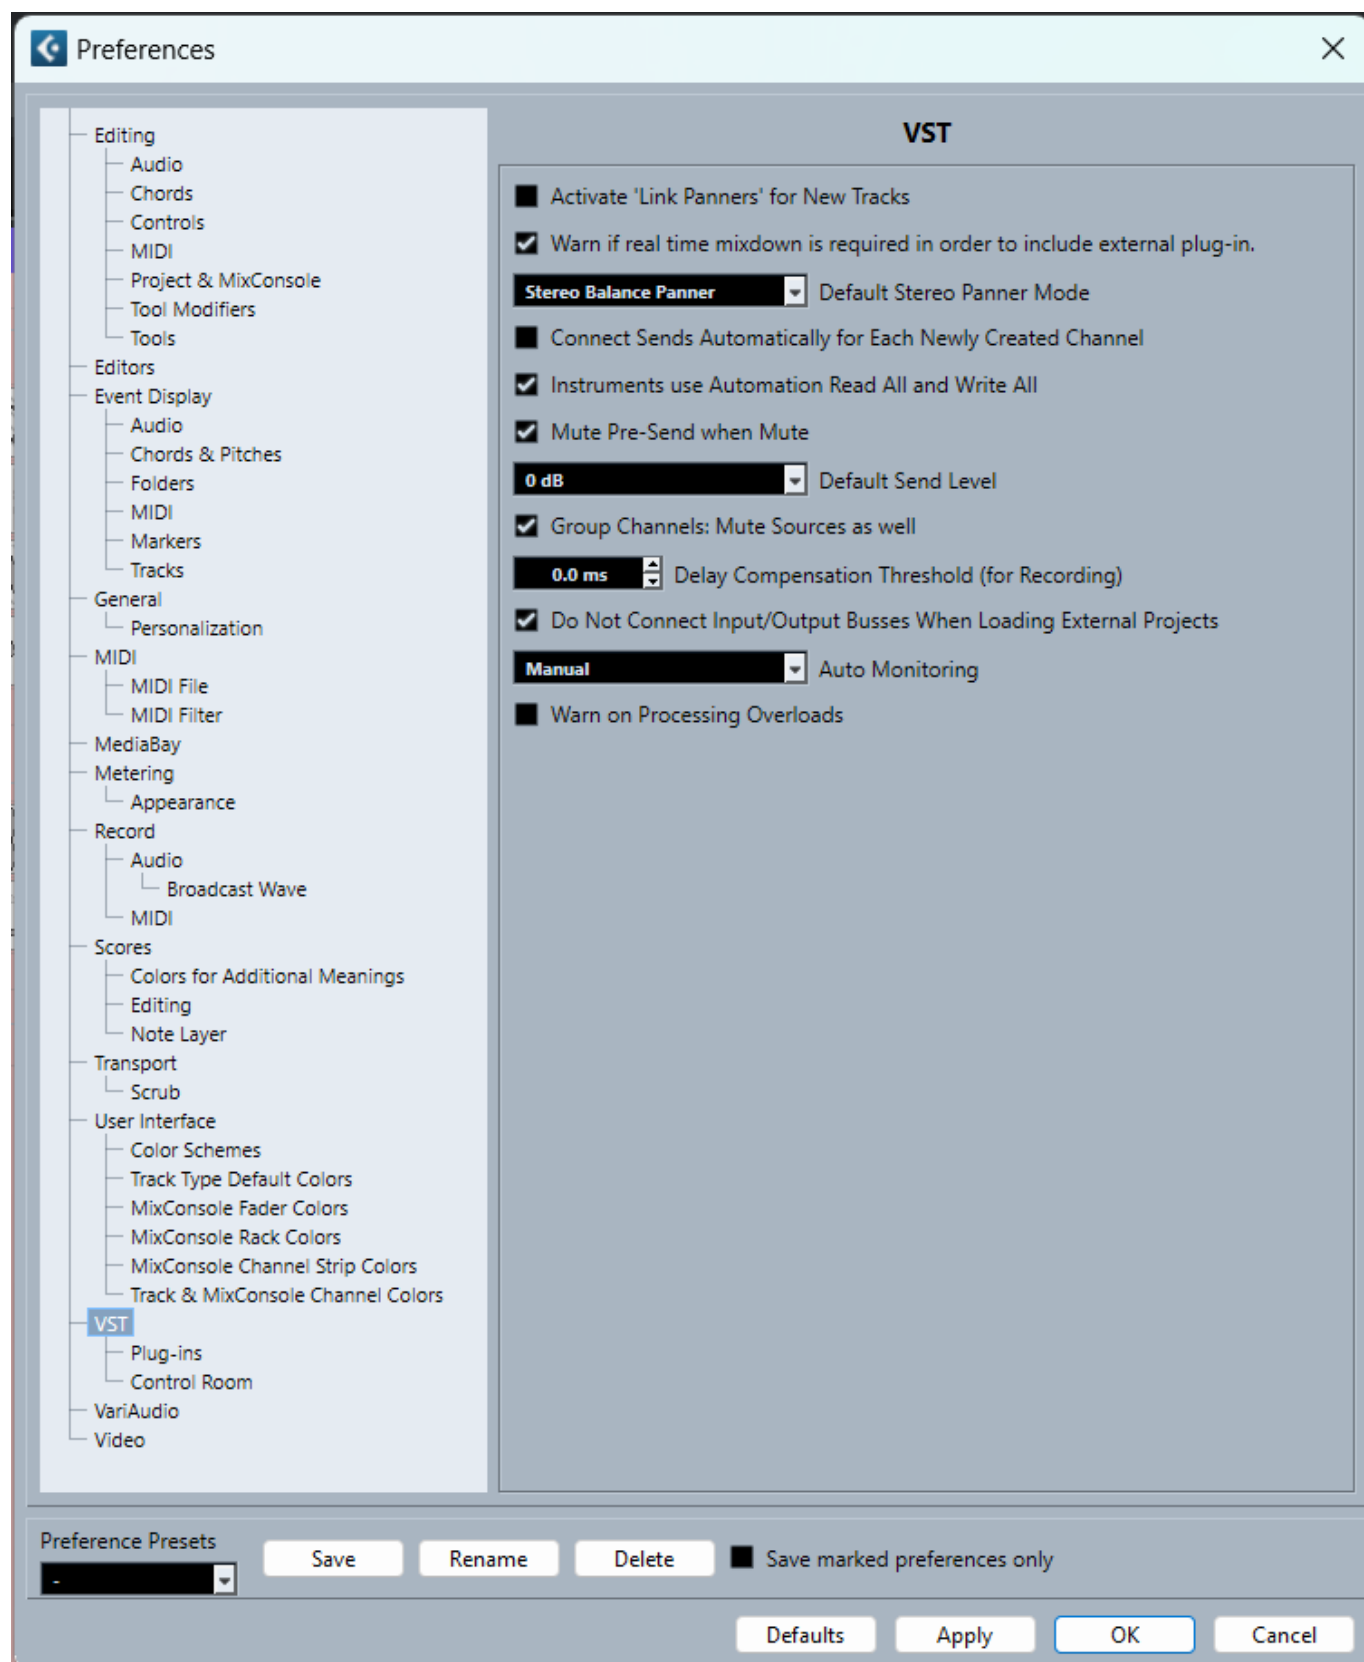 Preferences
Editing
Audio
Chords
Controls
MIDI
Project & MixConsole
Tool Modifiers
Tools
Editors
Event Display
Audio
Chords & Pitches
Folders
MIDI
Markers
Tracks
General
Personalization
MIDI
MIDI File
MIDI Filter
MediaBay
Metering
Appearance
Record
Audio
Broadcast Wave
MIDI
Scores
Colors for Additional Meanings
Editing
Note Layer
Transport
Scrub
User Interface
Color Schemes
Track Type Default Colors
MixConsole Fader Colors
MixConsole Rack Colors
MixConsole Channel Strip Colors
Track & MixConsole Channel Colors
VST
Plug-ins
Control Room
VariAudio
Video
VST
Activate 'Link Panners' for New Tracks
Warn if real time mixdown is required in order to include external plug-in.
Stereo Balance Panner Default Stereo Panner Mode
Connect Sends Automatically for Each Newly Created Channel
Instruments use Automation Read All and Write All
Mute Pre-Send when Mute
0 dB Default Send Level
Group Channels: Mute Sources as well
0.0 ms Delay Compensation Threshold (for Recording)
Do Not Connect Input/Output Busses When Loading External Projects
Manual Auto Monitoring
Warn on Processing Overloads
Preference Presets
- Save Rename Delete Save marked preferences only
Defaults Apply OK Cancel